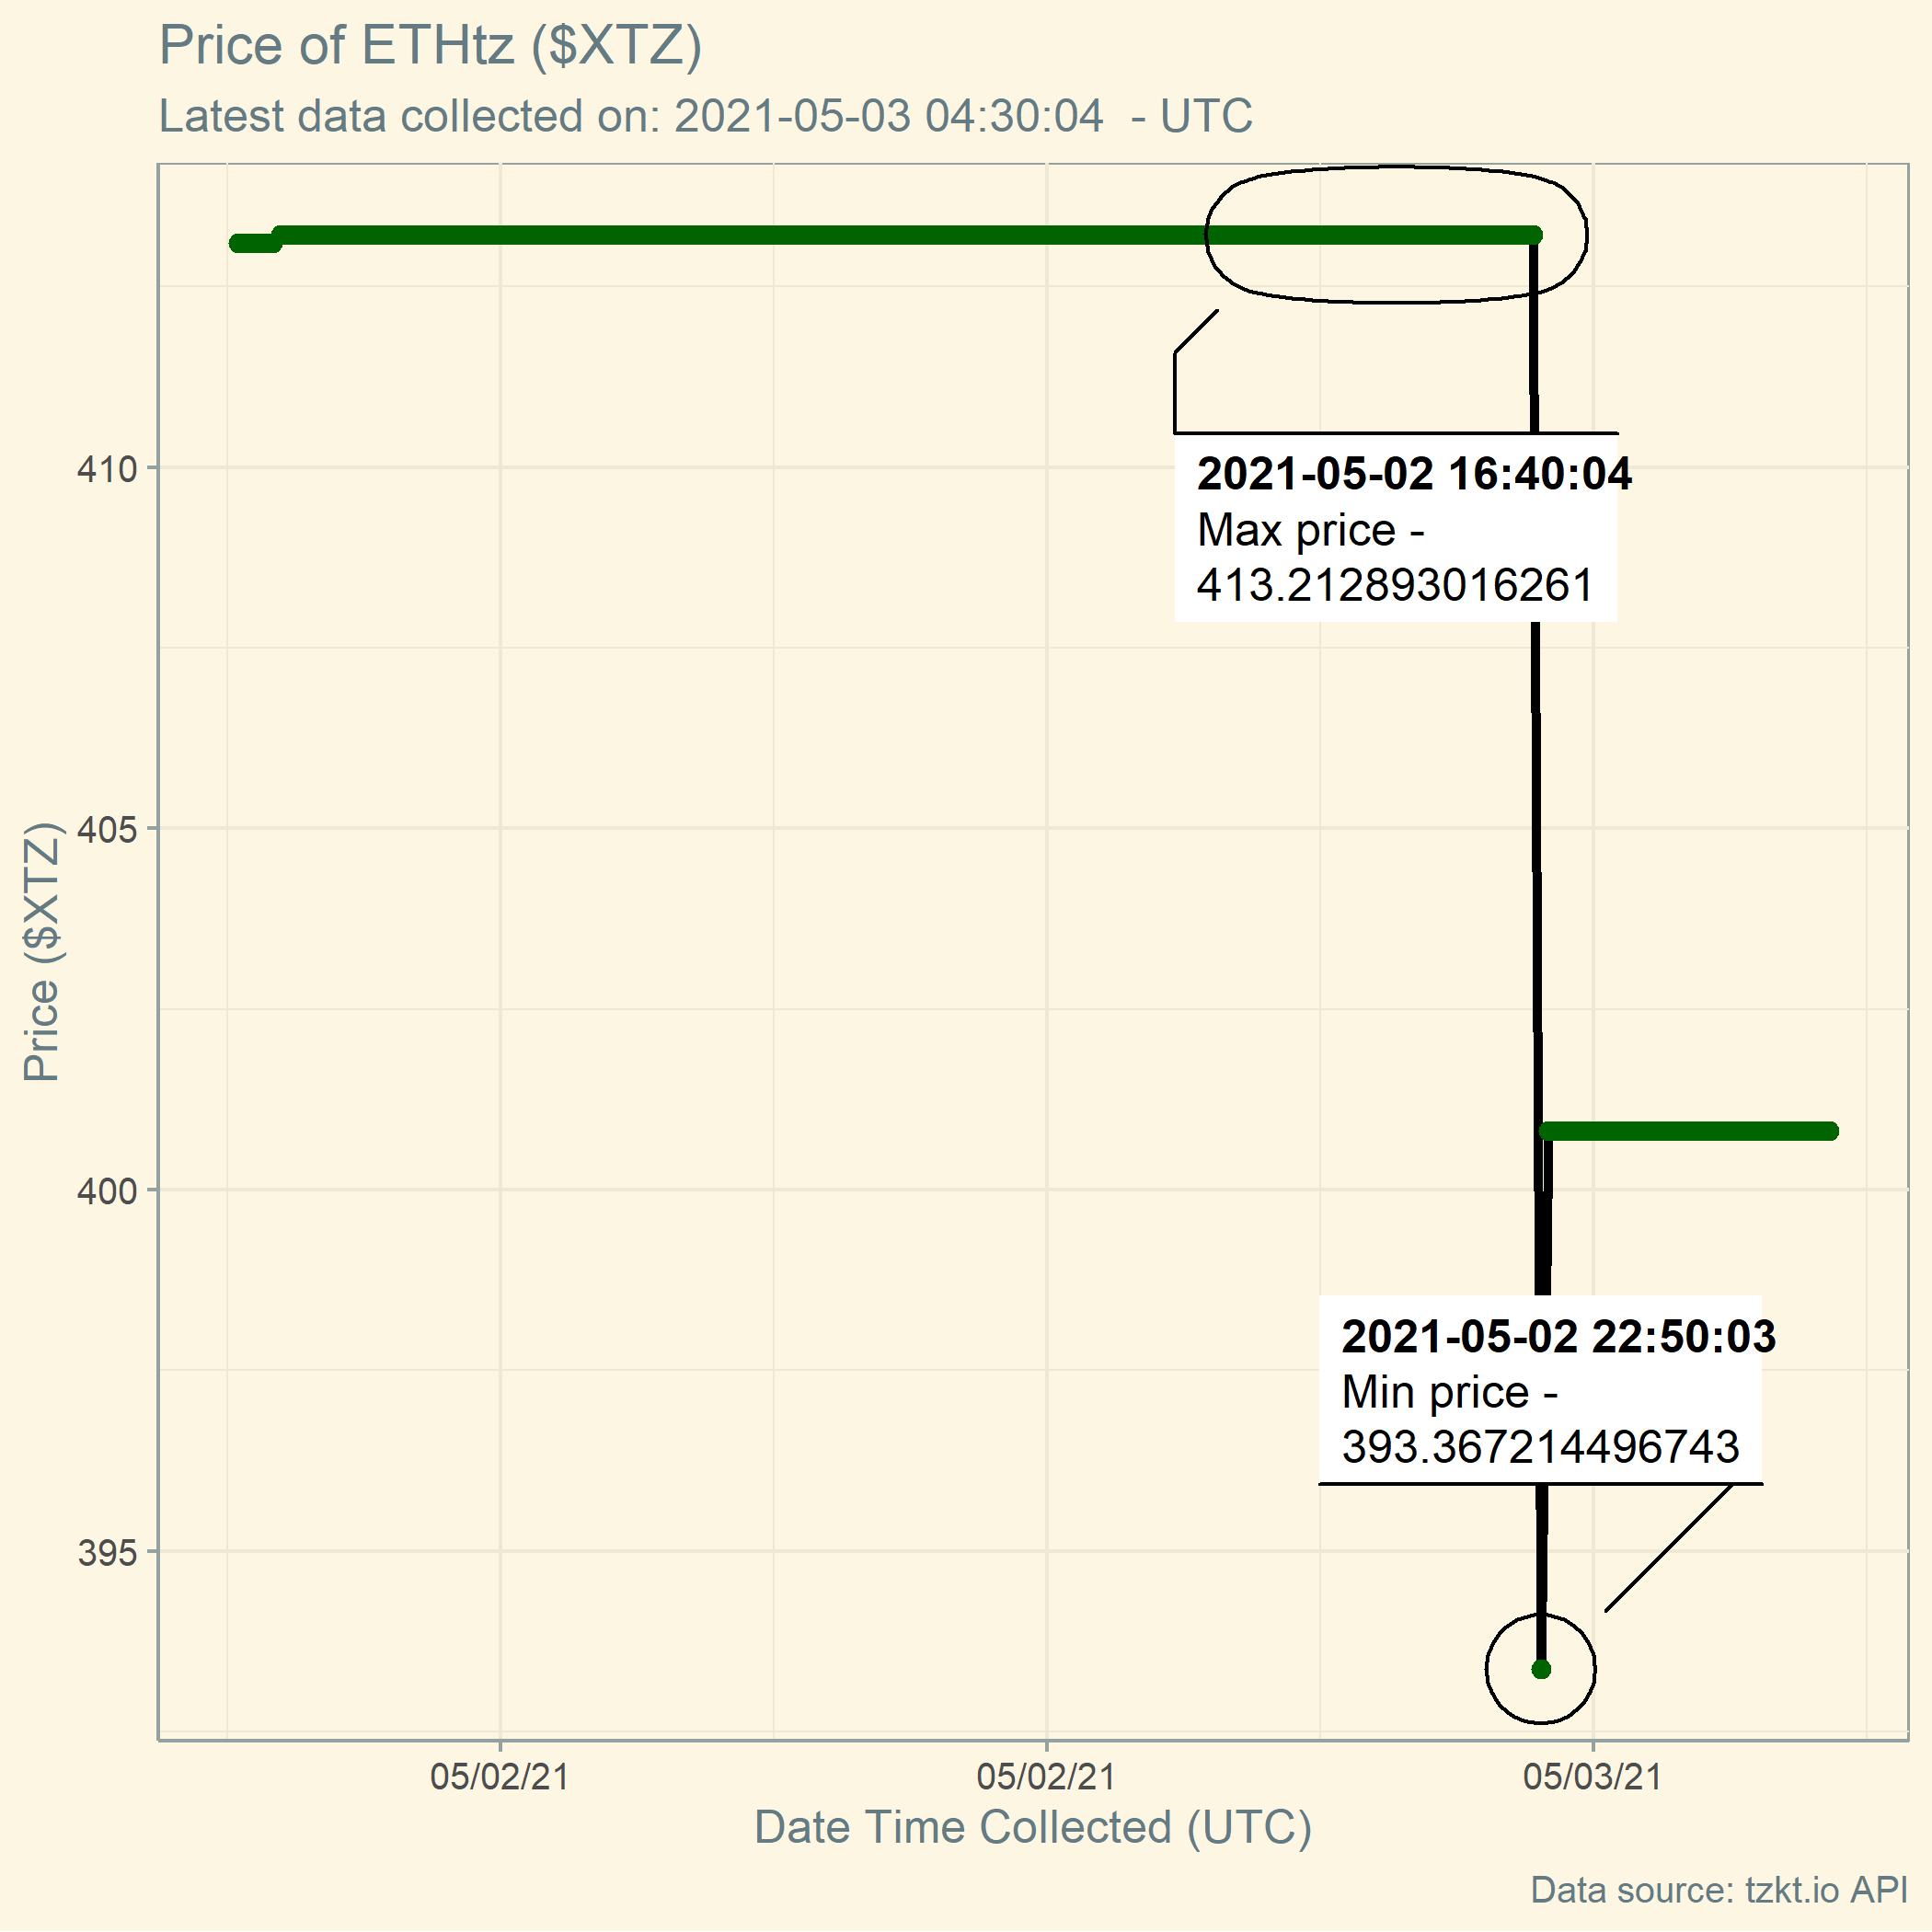 Price of ETHtz ($XTZ)
Latest data collected on: 2021-05-03 04:30:04  - UTC
410
405
400
395
Price ($XTZ)
2021-05-02 16:40:04
Max price -
413.212893016261
2021-05-02 22:50:03
Min price -
393.367214496743
05/02/21
05/02/21
05/03/21
Date Time Collected (UTC)
Data source: tzkt.io API